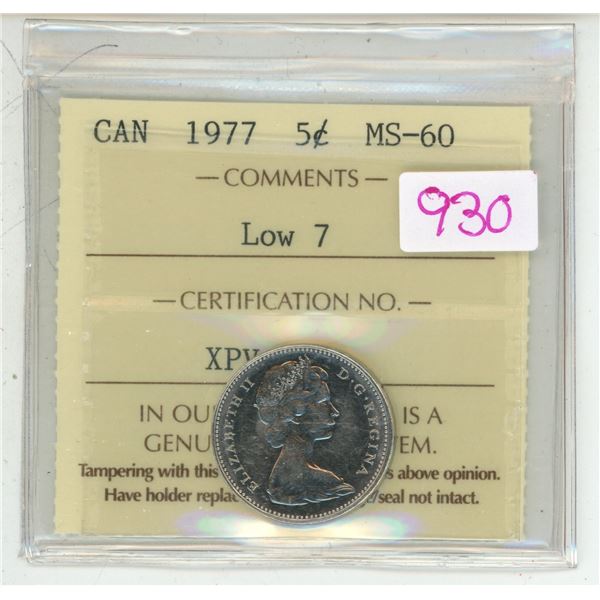 CAN 1977 5¢ MS-60
— COMMENTS —
930
Low 7
— CERTIFICATION NO. —
XPV
IN OU IS A
GENU EM.
Tampering with this s above opinion.
Have holder repla /seal not intact.
ELIZABETH II D·G·REGINA